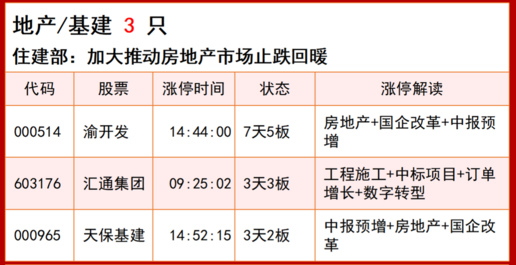 地产/基建 3 只
住建部：加大推动房地产市场止跌回暖
代码 股票 涨停时间 状态 涨停解读
000514 渝开发 14:44:00 7天5板 房地产+国企改革+中报预
增
603176 汇通集团 09:25:02 3天3板 工程施工+中标项目+订单
增长+数字转型
000965 天保基建 14:52:15 3天2板 中报预增+房地产+国企改
革